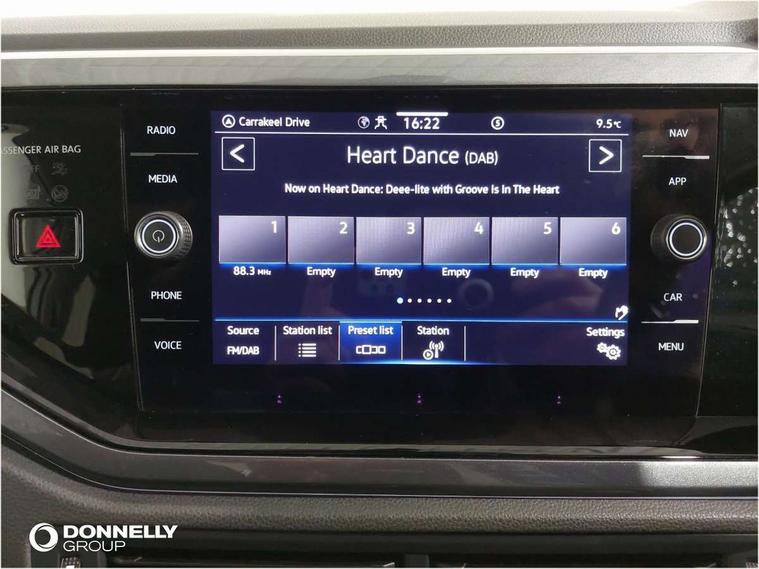 Carrakeel Drive
16:22
S
9.5°C
RADIO
MEDIA
PHONE
VOICE
PASSENGER AIR BAG
OFF
Heart Dance (DAB)
Now on Heart Dance: Deee-lite with Groove Is In The Heart
1 2 3 4 5 6
88.3 MHz Empty Empty Empty Empty Empty
Source Station list Preset list Station Settings
FM/DAB
NAV
APP
CAR
MENU
DONNELLY
GROUP